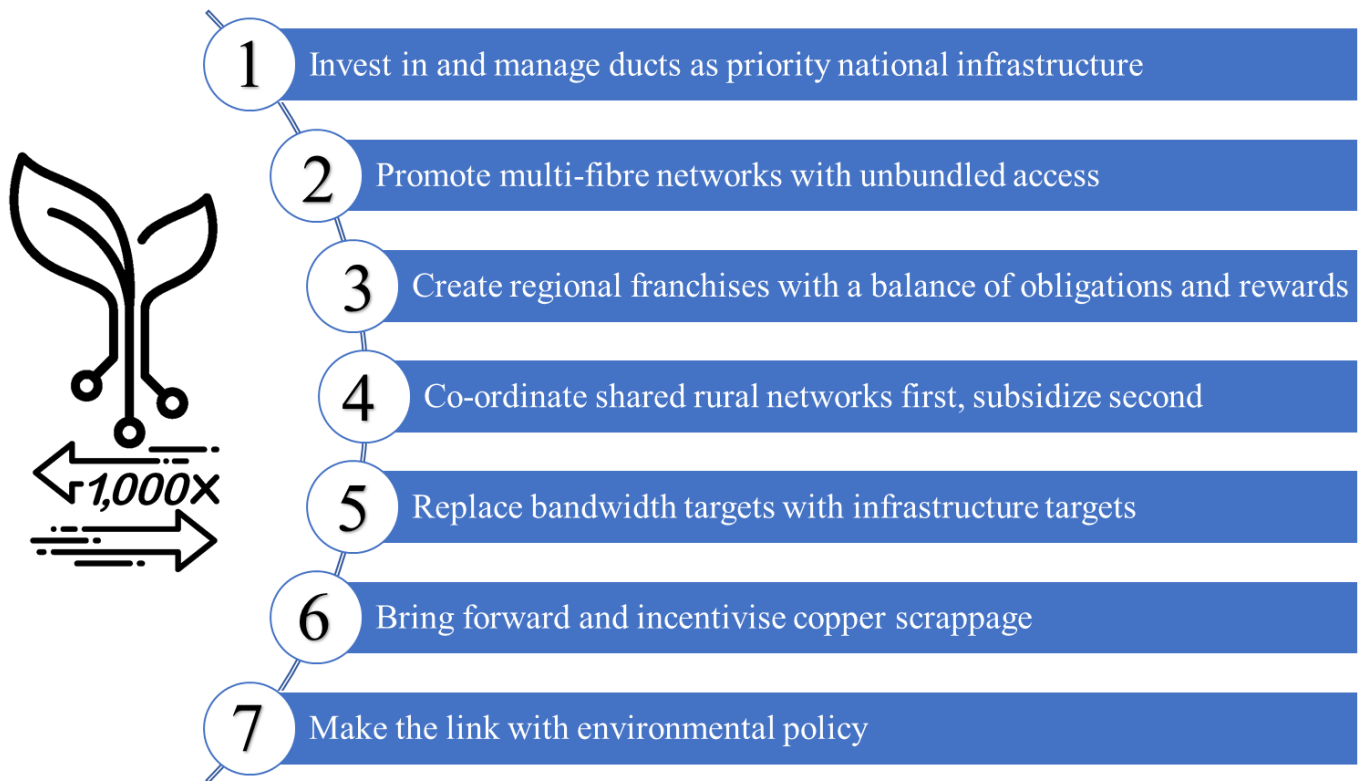 1 Invest in and manage ducts as priority national infrastructure
2 Promote multi-fibre networks with unbundled access
3 Create regional franchises with a balance of obligations and rewards
4 Co-ordinate shared rural networks first, subsidize second
1,000X
5 Replace bandwidth targets with infrastructure targets
6 Bring forward and incentivise copper scrappage
7 Make the link with environmental policy